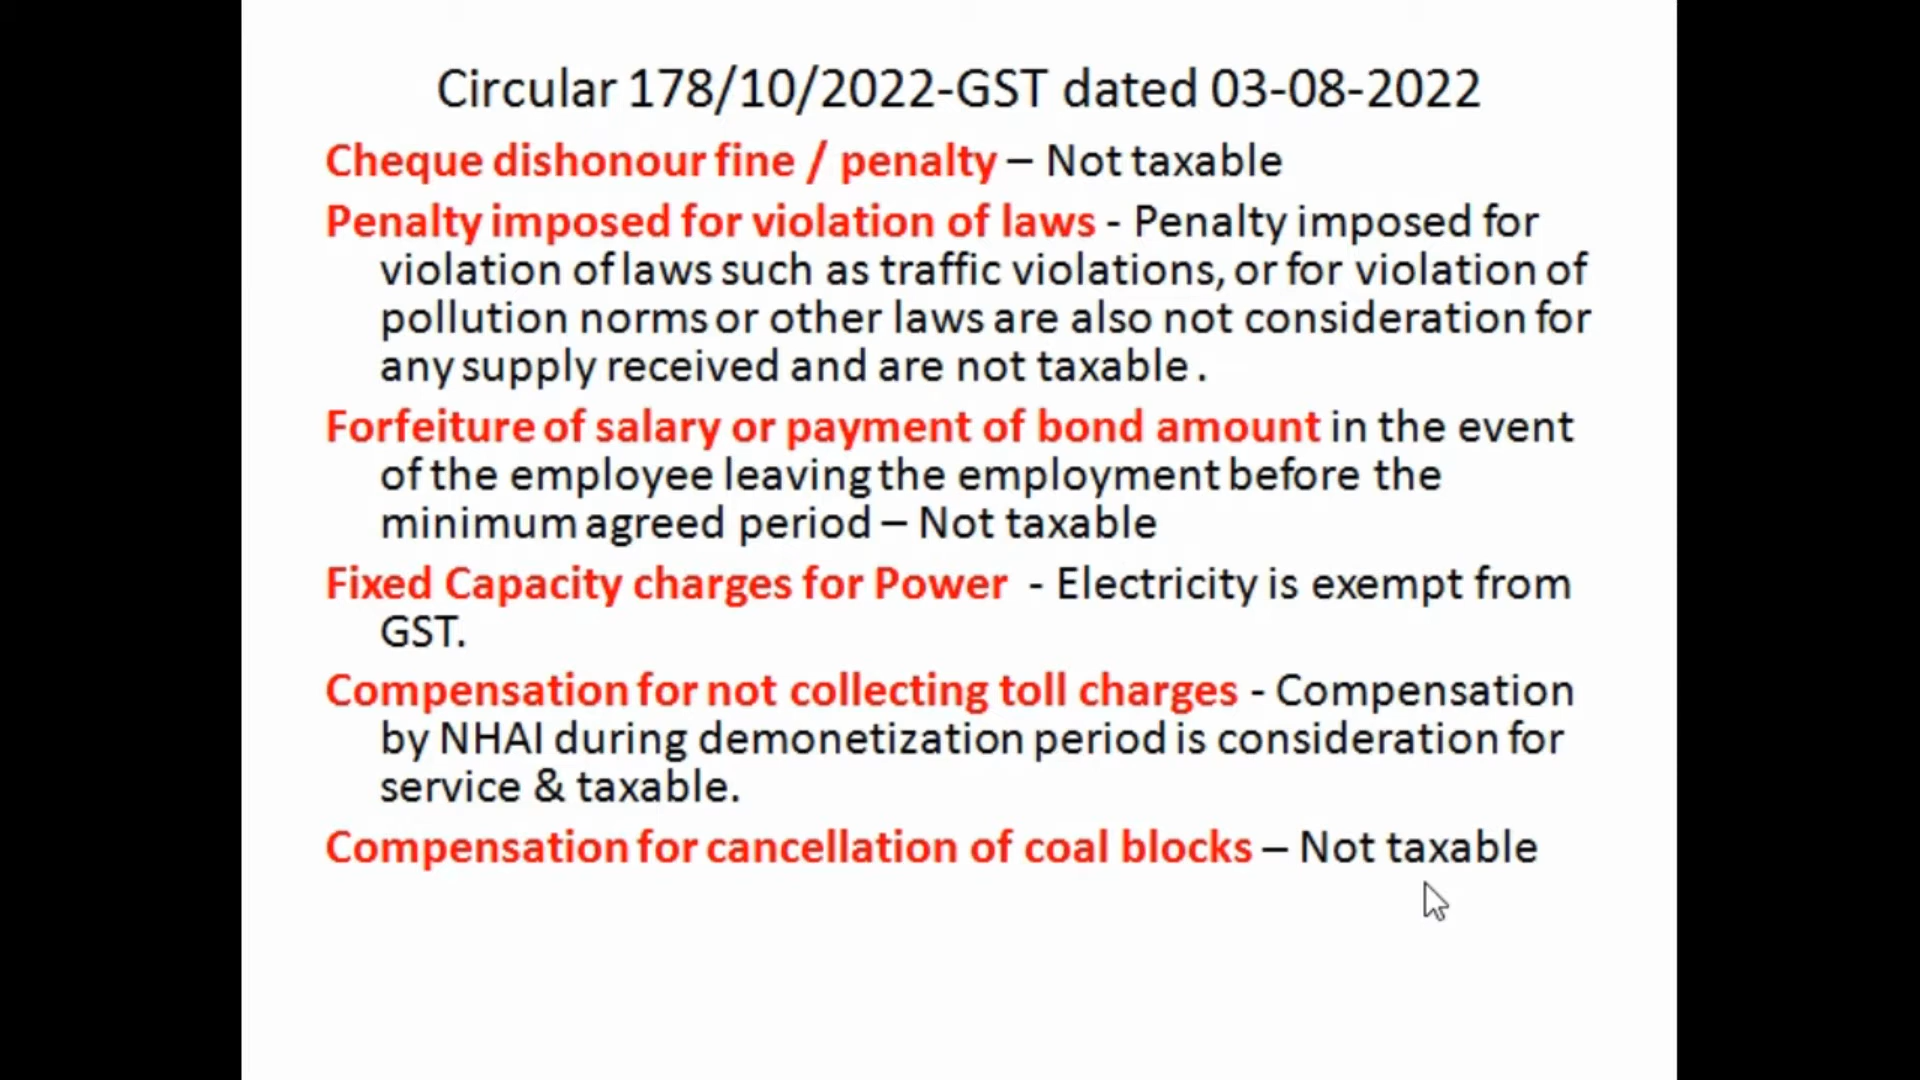 Circular 178/10/2022-GST dated 03-08-2022
Cheque dishonour fine / penalty – Not taxable
Penalty imposed for violation of laws - Penalty imposed for
violation of laws such as traffic violations, or for violation of
pollution norms or other laws are also not consideration for
any supply received and are not taxable .
Forfeiture of salary or payment of bond amount in the event
of the employee leaving the employment before the
minimum agreed period – Not taxable
Fixed Capacity charges for Power - Electricity is exempt from
GST.
Compensation for not collecting toll charges - Compensation
by NHAI during demonetization period is consideration for
service & taxable.
Compensation for cancellation of coal blocks – Not taxable